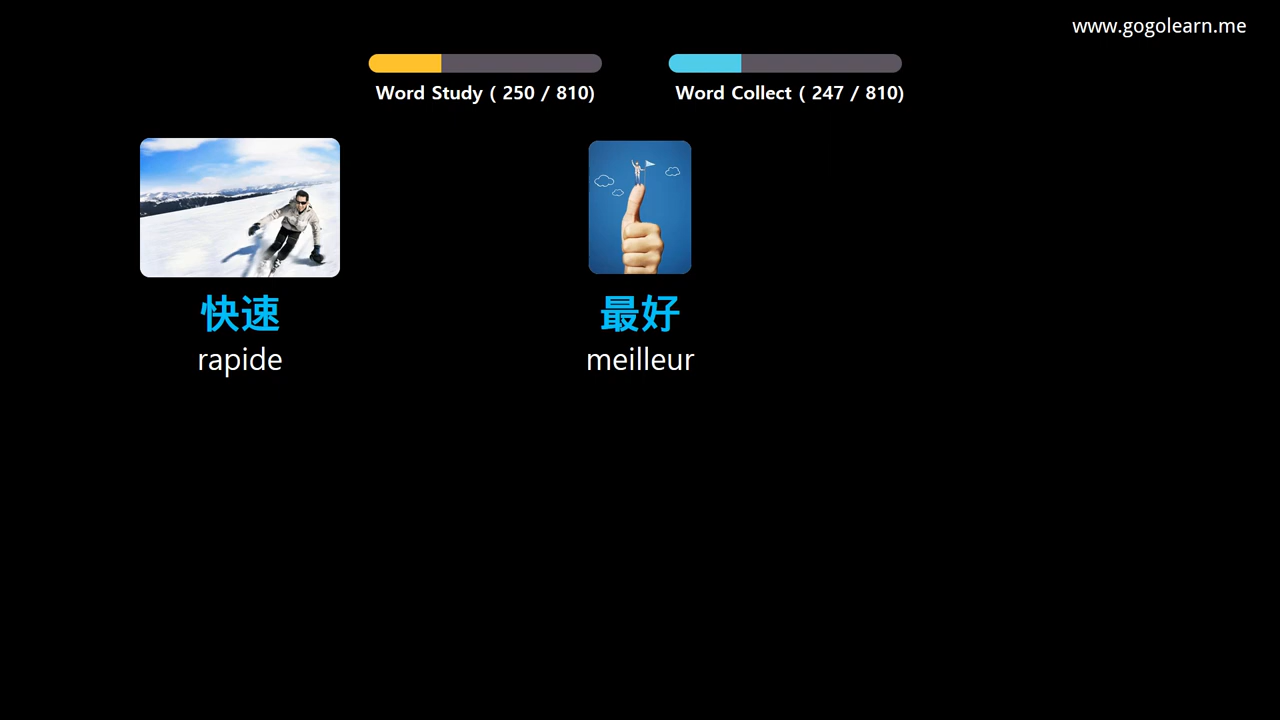 www.gogolearn.me
Word Study ( 250 / 810)
Word Collect ( 247 / 810)
快速
rapide
最好
meilleur